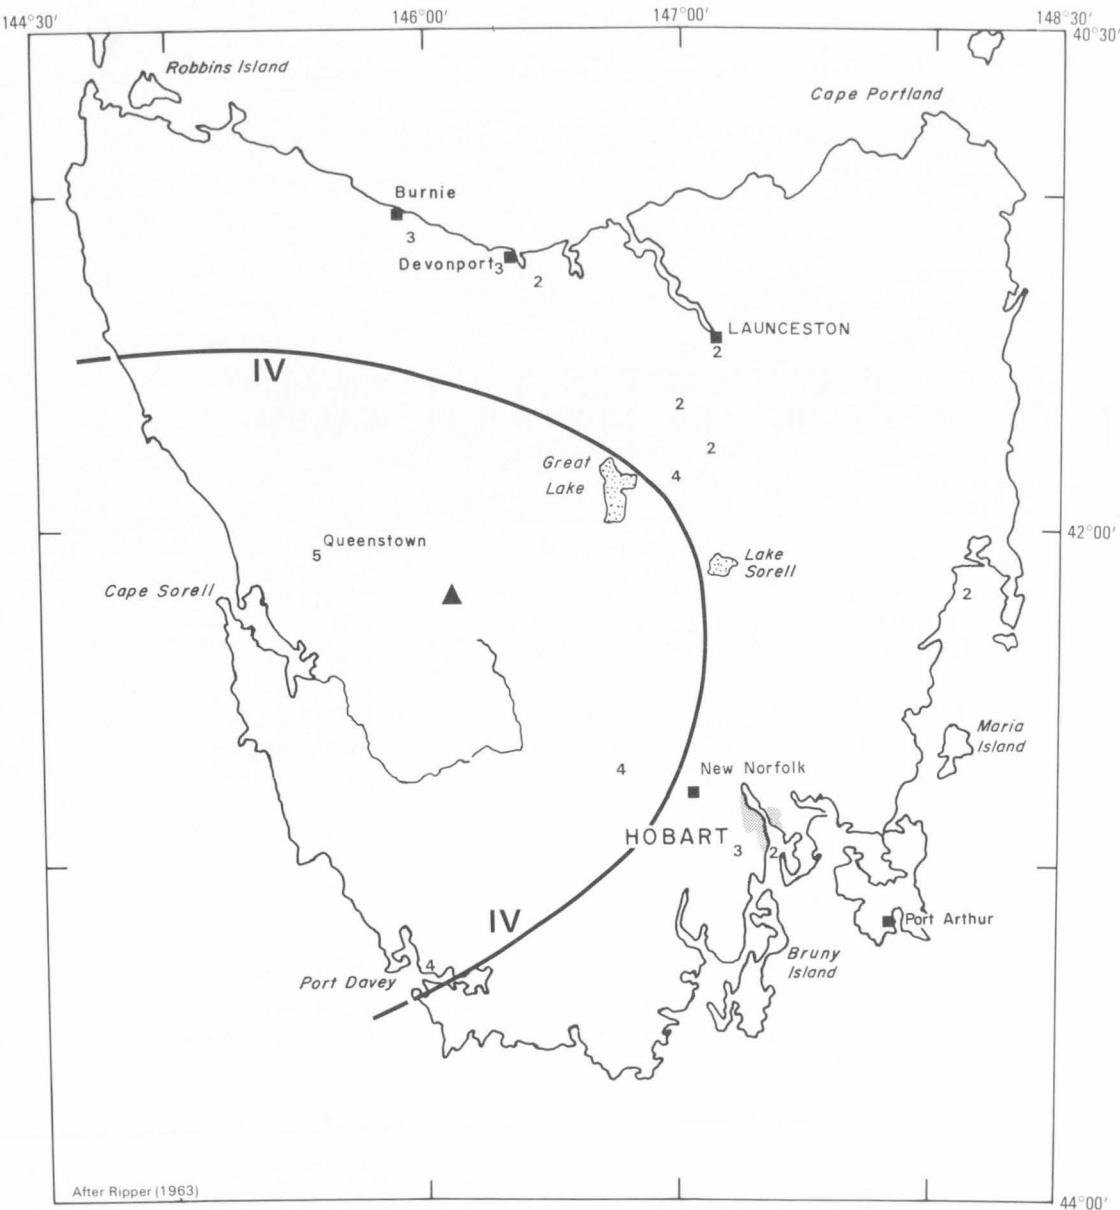 144°30'
146°00'
147°00'
148°30'
40°30'
Robbins Island
Cape Portland
Burnie
3
Devonport
3
2
LAUNCESTON
2
IV
2
2
Great
Lake
4
42°00'
Queenstown
5
Lake
Sorell
Cape Sorell
2
Maria
Island
4
New Norfolk
HOBART
3
2
IV
Port Arthur
Bruny
Island
4
Port Davey
After Ripper (1963)
44°00'